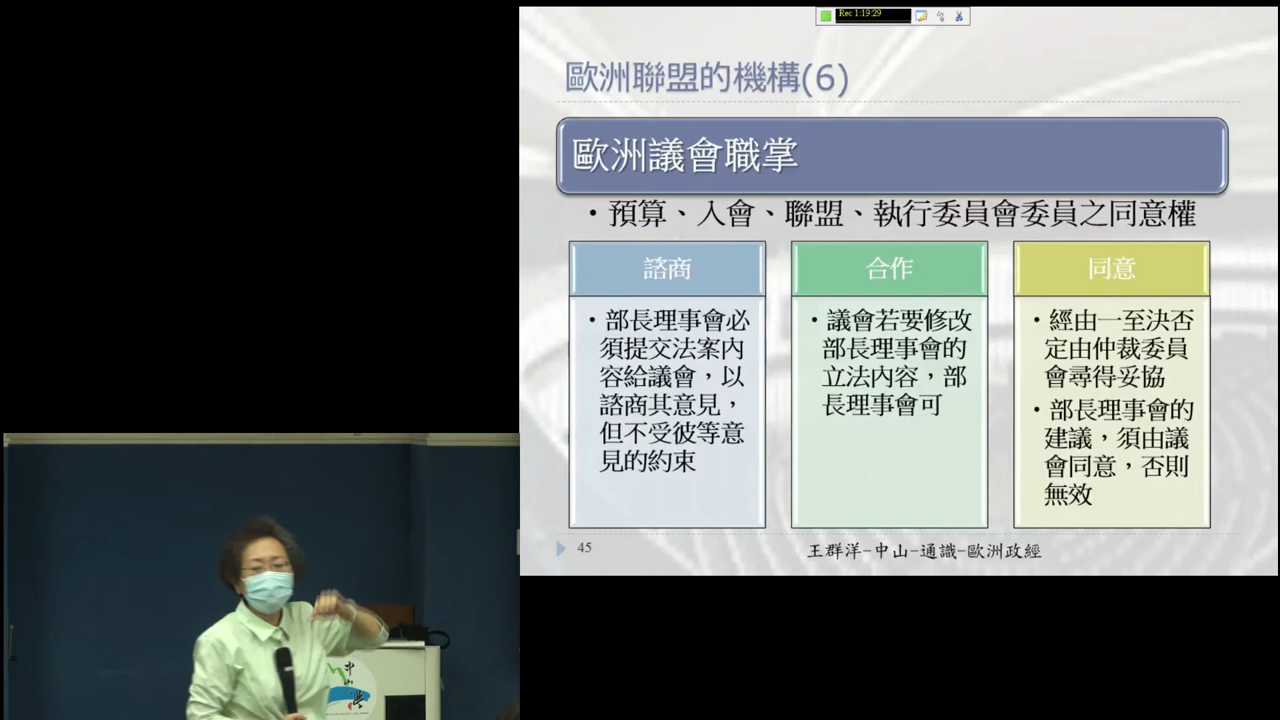 Rec 1:19:29
歐洲聯盟的機構(6)
歐洲議會職掌
•預算、入會、聯盟、執行委員會委員之同意權
諮商
•部長理事會必
須提交法案內
容給議會，以
諮商其意見，
但不受彼等意
見的約束
合作
•議會若要修改
部長理事會的
立法內容，部
長理事會可
同意
•經由一至決否
定由仲裁委員
會尋得妥協
•部長理事會的
建議，須由議
會同意，否則
無效
45
王群洋-中山-通識-歐洲政經
中
山